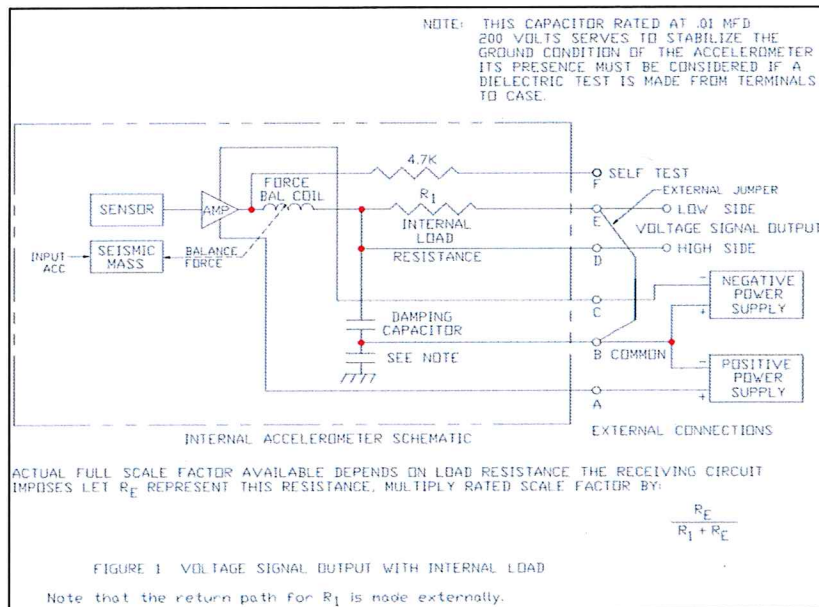 NOTE: THIS CAPACITOR RATED AT .01 MFD
200 VOLTS SERVES TO STABILIZE THE
GROUND CONDITION OF THE ACCELEROMETER
ITS PRESENCE MUST BE CONSIDERED IF A
DIELECTRIC TEST IS MADE FROM TERMINALS
TO CASE.
4.7K
F
SELF TEST
EXTERNAL JUMPER
FORCE
BAL COIL
R1
SENSOR
AMP
E
LOW SIDE
INTERNAL
LOAD
RESISTANCE
VOLTAGE SIGNAL OUTPUT
INPUT
ACC
SEISMIC
MASS
BALANCE
FORCE
D
HIGH SIDE
C
-
+
NEGATIVE
POWER
SUPPLY
DAMPING
CAPACITOR
B COMMON
SEE NOTE
-
+
POSITIVE
POWER
SUPPLY
A
INTERNAL ACCELEROMETER SCHEMATIC
EXTERNAL CONNECTIONS
ACTUAL FULL SCALE FACTOR AVAILABLE DEPENDS ON LOAD RESISTANCE THE RECEIVING CIRCUIT
IMPOSES LET RE REPRESENT THIS RESISTANCE, MULTIPLY RATED SCALE FACTOR BY:
RE
R1 + RE
FIGURE 1 VOLTAGE SIGNAL OUTPUT WITH INTERNAL LOAD
Note that the return path for R1 is made externally.